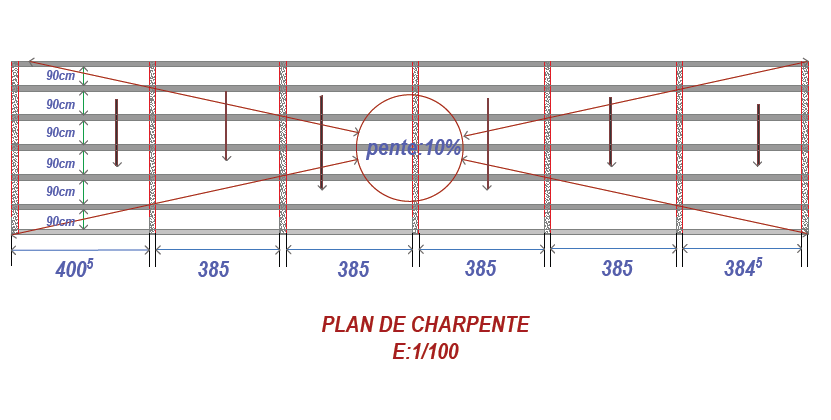 90cm
90cm
90cm
90cm
90cm
90cm
pente:10%
400⁵
385
385
385
385
384⁵
PLAN DE CHARPENTE
E:1/100